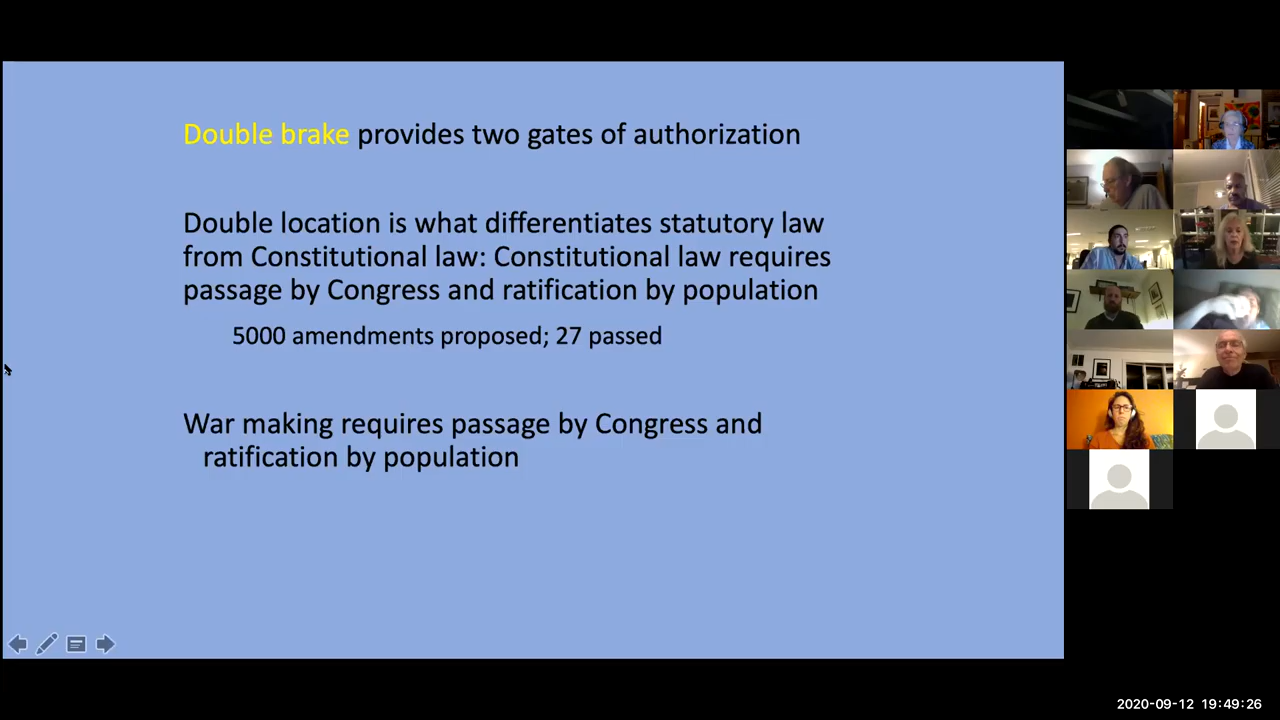 Double brake provides two gates of authorization
Double location is what differentiates statutory law
from Constitutional law: Constitutional law requires
passage by Congress and ratification by population
5000 amendments proposed; 27 passed
War making requires passage by Congress and
ratification by population
2020-09-12 19:49:26